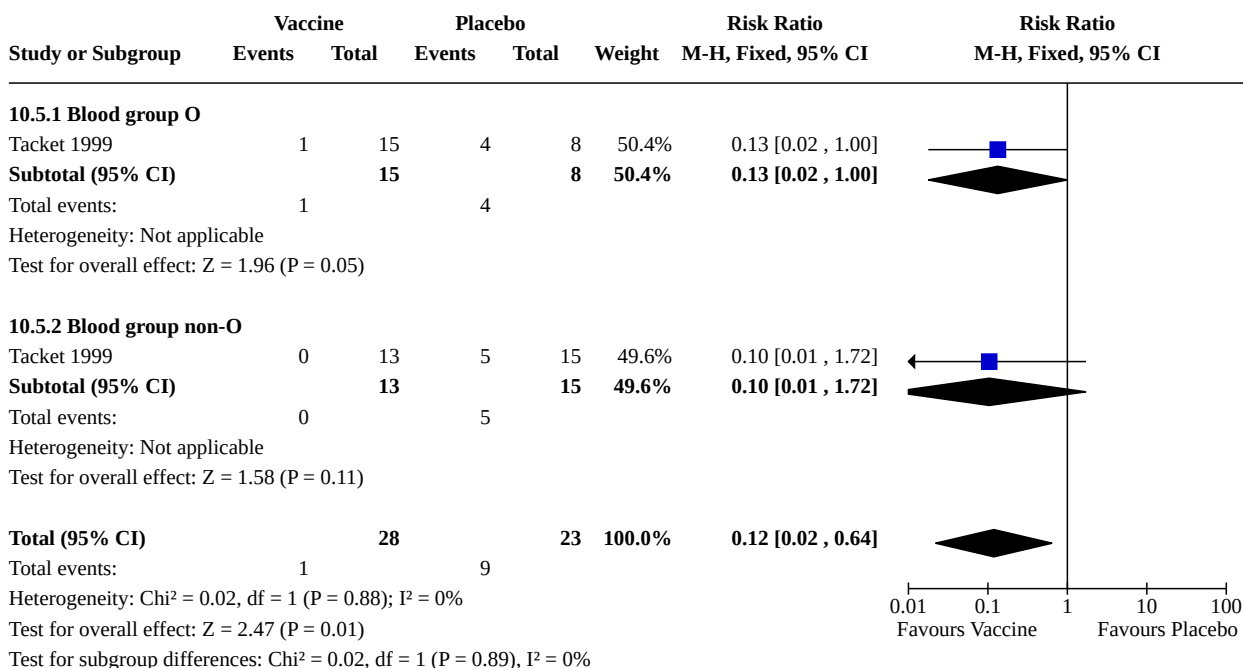 Vaccine Placebo Risk Ratio Risk Ratio
Study or Subgroup Events Total Events Total Weight M-H, Fixed, 95% CI M-H, Fixed, 95% CI
10.5.1 Blood group O
Tacket 1999 1 15 4 8 50.4% 0.13 [0.02 , 1.00]
Subtotal (95% CI) 15 8 50.4% 0.13 [0.02 , 1.00]
Total events: 1 4
Heterogeneity: Not applicable
Test for overall effect: Z = 1.96 (P = 0.05)
10.5.2 Blood group non-O
Tacket 1999 0 13 5 15 49.6% 0.10 [0.01 , 1.72]
Subtotal (95% CI) 13 15 49.6% 0.10 [0.01 , 1.72]
Total events: 0 5
Heterogeneity: Not applicable
Test for overall effect: Z = 1.58 (P = 0.11)
Total (95% CI) 28 23 100.0% 0.12 [0.02 , 0.64]
Total events: 1 9
Heterogeneity: Chi² = 0.02, df = 1 (P = 0.88); I² = 0%
0.01 0.1 1 10 100
Test for overall effect: Z = 2.47 (P = 0.01)
Favours Vaccine Favours Placebo
Test for subgroup differences: Chi² = 0.02, df = 1 (P = 0.89), I² = 0%